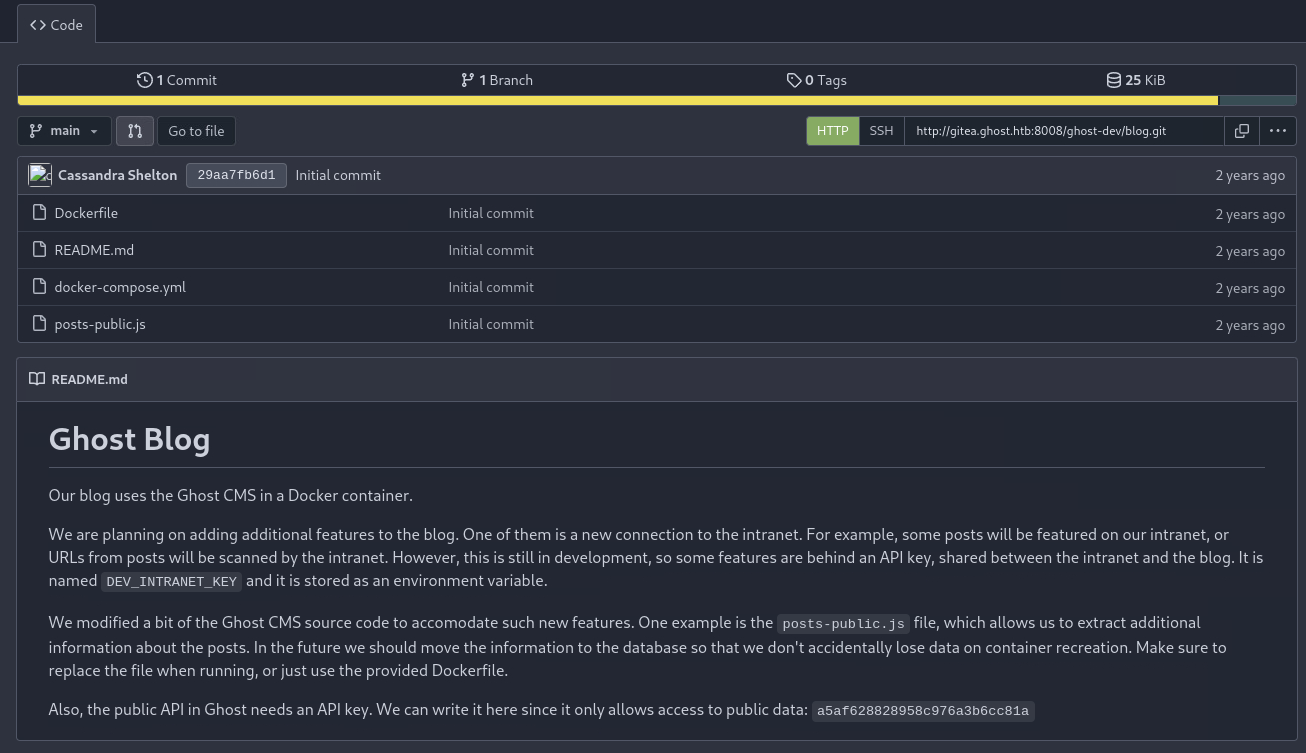 Code
1 Commit
1 Branch
0 Tags
25 KiB
main
Go to file
HTTP
SSH
http://gitea.ghost.htb:8008/ghost-dev/blog.git
Cassandra Shelton
29aa7fb6d1
Initial commit
2 years ago
Dockerfile
Initial commit
2 years ago
README.md
Initial commit
2 years ago
docker-compose.yml
Initial commit
2 years ago
posts-public.js
Initial commit
2 years ago
README.md
Ghost Blog
Our blog uses the Ghost CMS in a Docker container.
We are planning on adding additional features to the blog. One of them is a new connection to the intranet. For example, some posts will be featured on our intranet, or
URLs from posts will be scanned by the intranet. However, this is still in development, so some features are behind an API key, shared between the intranet and the blog. It is
named DEV_INTRANET_KEY and it is stored as an environment variable.
We modified a bit of the Ghost CMS source code to accomodate such new features. One example is the posts-public.js file, which allows us to extract additional
information about the posts. In the future we should move the information to the database so that we don't accidentally lose data on container recreation. Make sure to
replace the file when running, or just use the provided Dockerfile.
Also, the public API in Ghost needs an API key. We can write it here since it only allows access to public data: a5af628828958c976a3b6cc81a